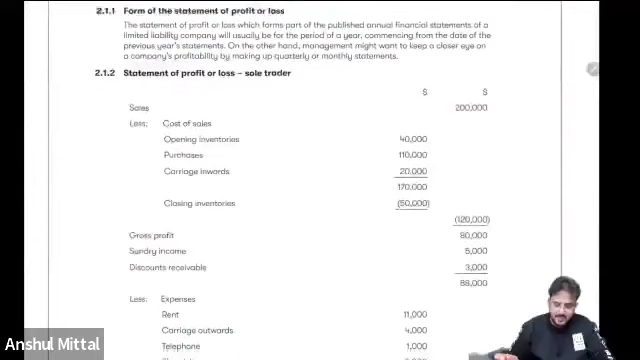 2.1.1 Form of the statement of profit or loss
The statement of profit or loss which forms part of the published annual financial statements of a
limited liability company will usually be for the period of a year, commencing from the date of the
previous year's statements. On the other hand, management might want to keep a closer eye on
a company's profitability by making up quarterly or monthly statements.
2.1.2 Statement of profit or loss – sole trader
$ $
Sales 200,000
Less: Cost of sales
Opening inventories 40,000
Purchases 110,000
Carriage inwards 20,000
170,000
Closing inventories (50,000)
(120,000)
Gross profit 80,000
Sundry income 5,000
Discounts receivable 3,000
88,000
Less: Expenses
Rent 11,000
Carriage outwards 4,000
Telephone 1,000
Anshul Mittal